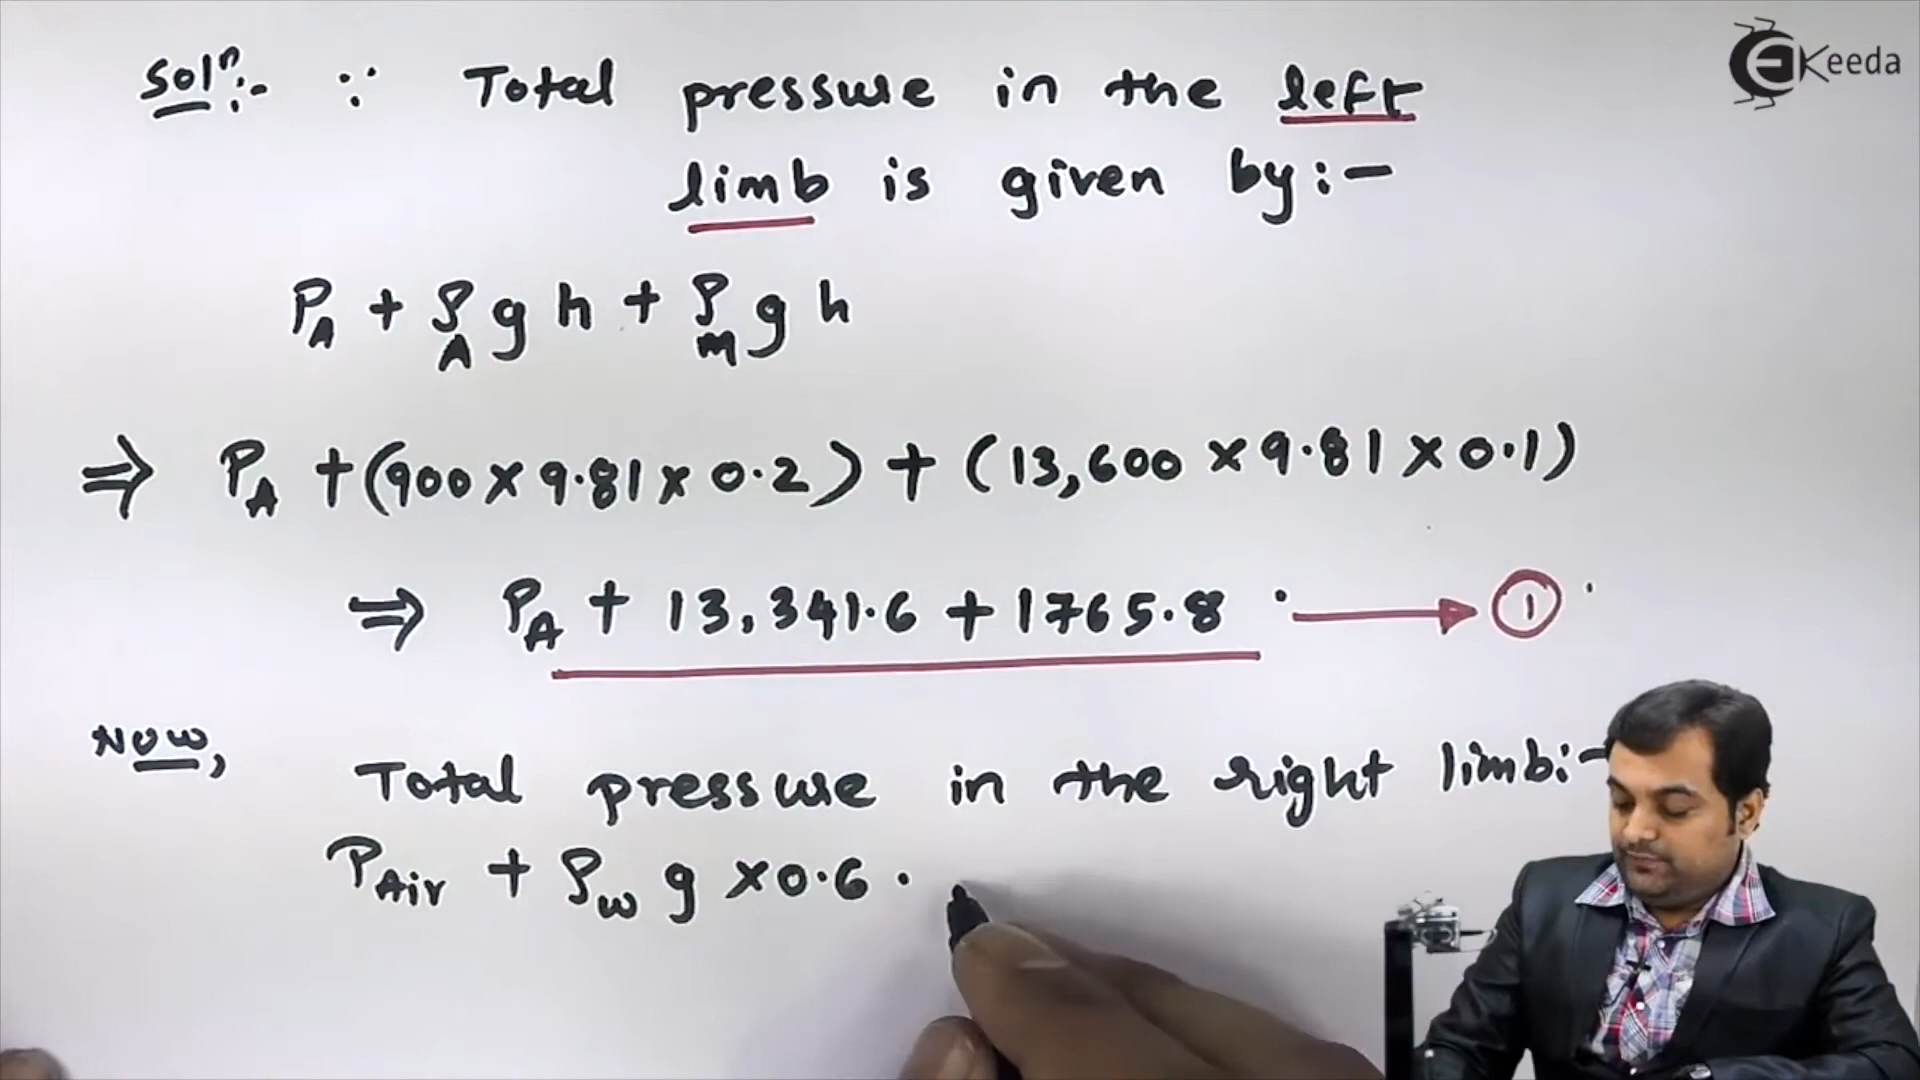 Ekeeda
Solⁿ:- ∵ Total pressure in the left
limb is given by:-
P_A + ρ_A g h + ρ_M g h
⇒ P_A + (900 × 9.81 × 0.2) + (13,600 × 9.81 × 0.1)
⇒ P_A + 13,341.6 + 1765.8 . → ①
Now, Total pressure in the right limb:-
P_Air + ρ_w g × 0.6 .